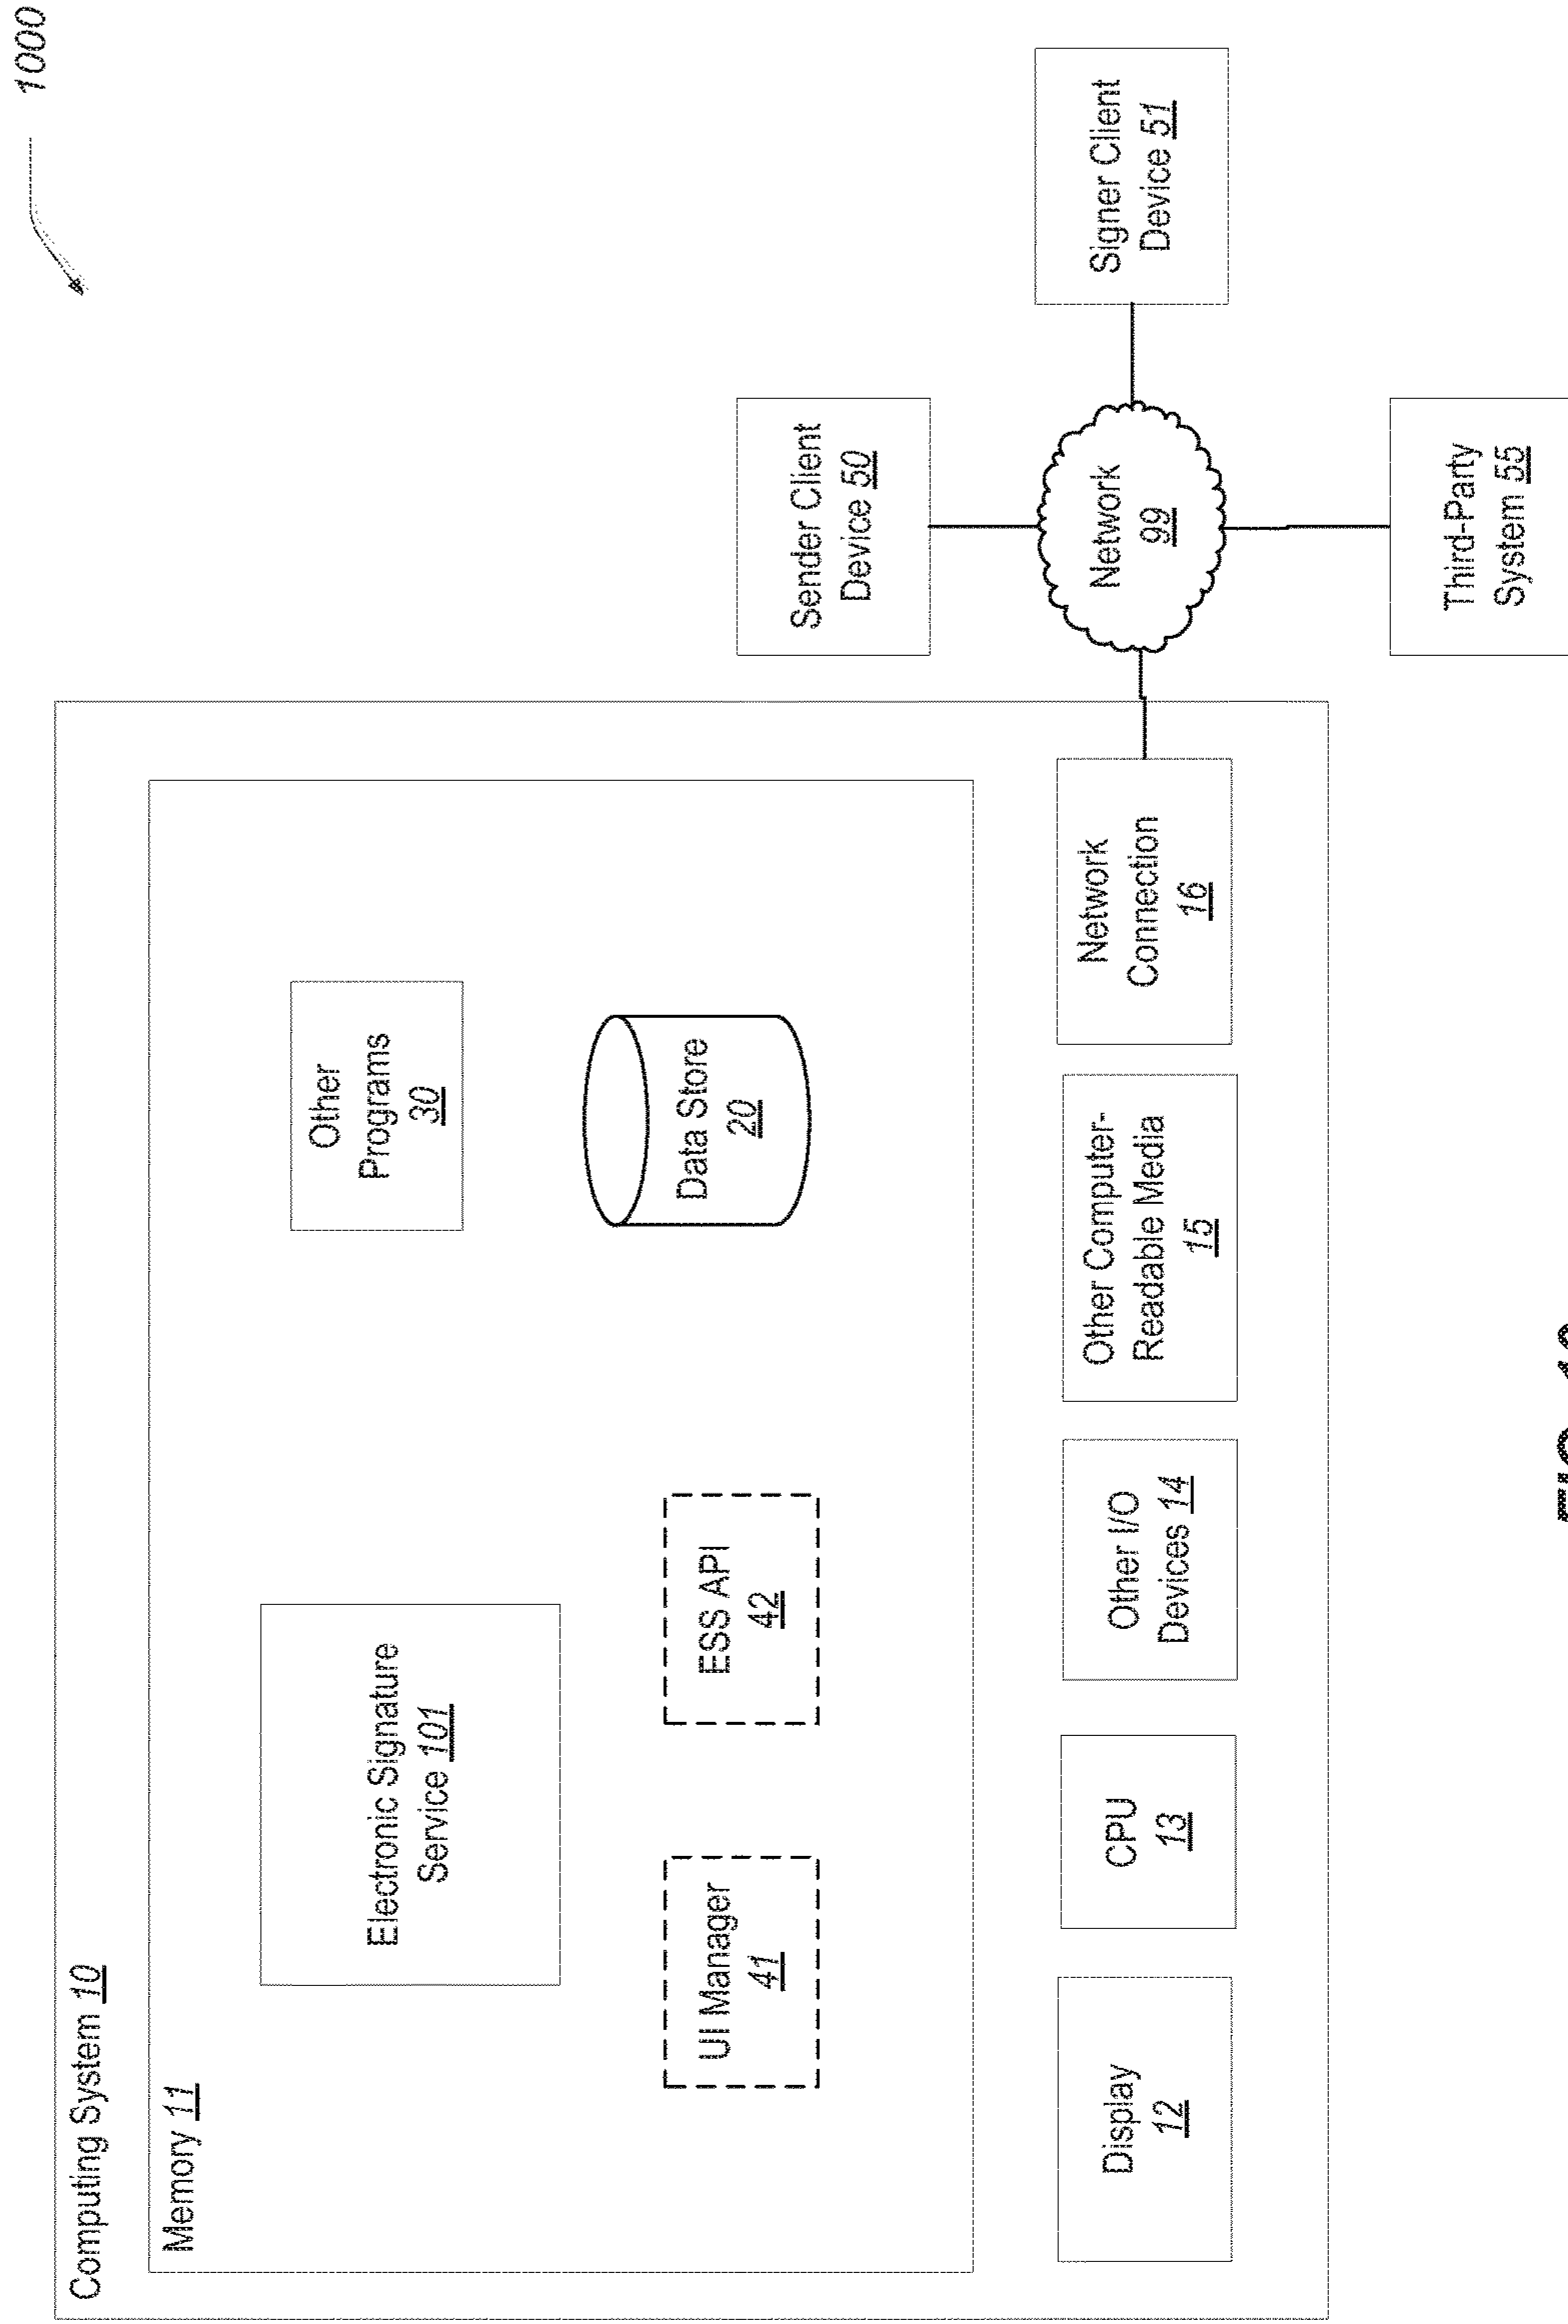 1000
Computing System 10
Memory 11
Electronic Signature
Service 101
Other
Programs
30
UI Manager
41
ESS API
42
Data Store
20
Display
12
CPU
13
Other I/O
Devices 14
Other Computer-
Readable Media
15
Network
Connection
16
Sender Client
Device 50
Network
99
Signer Client
Device 51
Third-Party
System 55